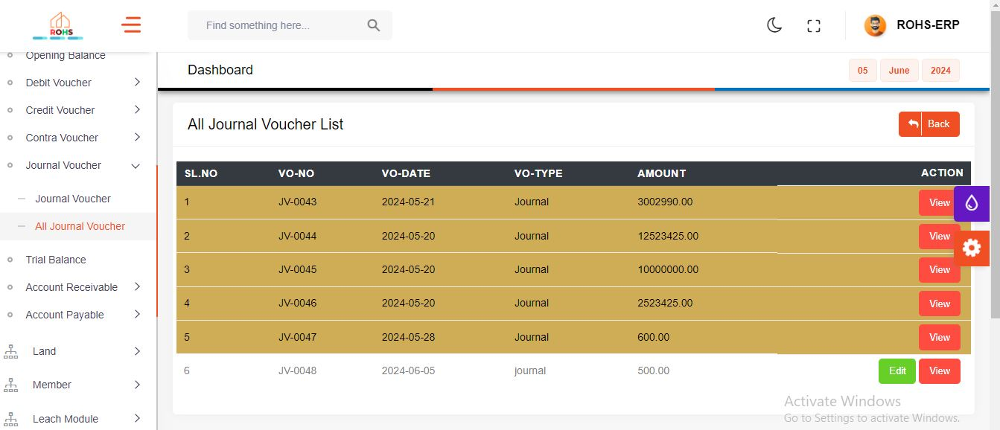 ROHS
Find something here...
ROHS-ERP
Opening Balance
Debit Voucher
Credit Voucher
Contra Voucher
Journal Voucher
Journal Voucher
All Journal Voucher
Trial Balance
Account Receivable
Account Payable
Land
Member
Leach Module
Dashboard
05 June 2024
All Journal Voucher List
Back
SL.NO VO-NO VO-DATE VO-TYPE AMOUNT ACTION
1 JV-0043 2024-05-21 Journal 3002990.00 View
2 JV-0044 2024-05-20 Journal 12523425.00 View
3 JV-0045 2024-05-20 Journal 10000000.00 View
4 JV-0046 2024-05-20 Journal 2523425.00 View
5 JV-0047 2024-05-28 Journal 600.00 View
6 JV-0048 2024-06-05 journal 500.00 Edit View
Activate Windows
Go to Settings to activate Windows.